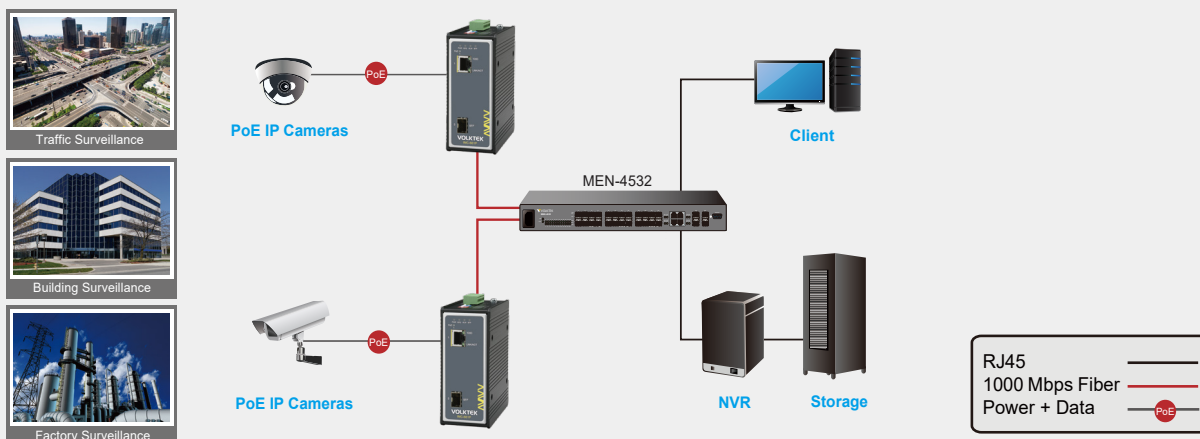 Traffic Surveillance
Building Surveillance
Factory Surveillance
PoE IP Cameras
PoE
VOLKTEK
MEN-4532
VOLKTEK
Client
PoE IP Cameras
PoE
VOLKTEK
NVR
Storage
RJ45
1000 Mbps Fiber
Power + Data
PoE